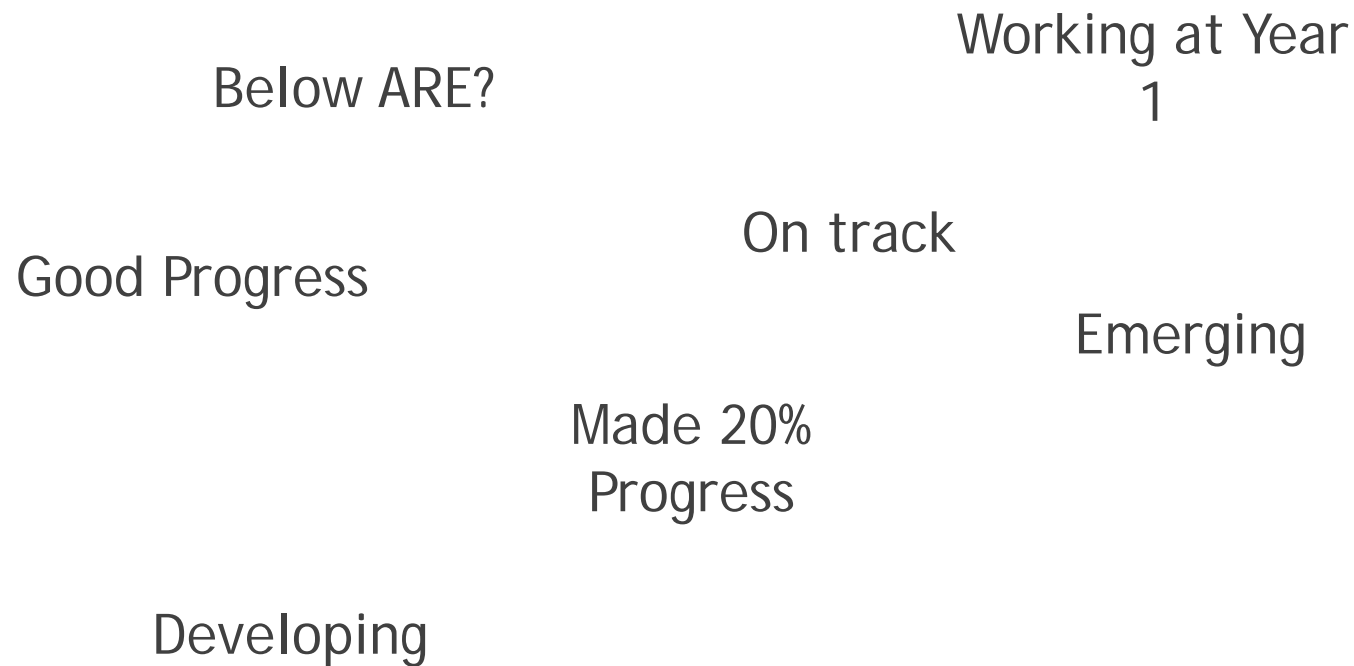 Working at Year
1
Below ARE?
On track
Good Progress
Emerging
Made 20%
Progress
Developing